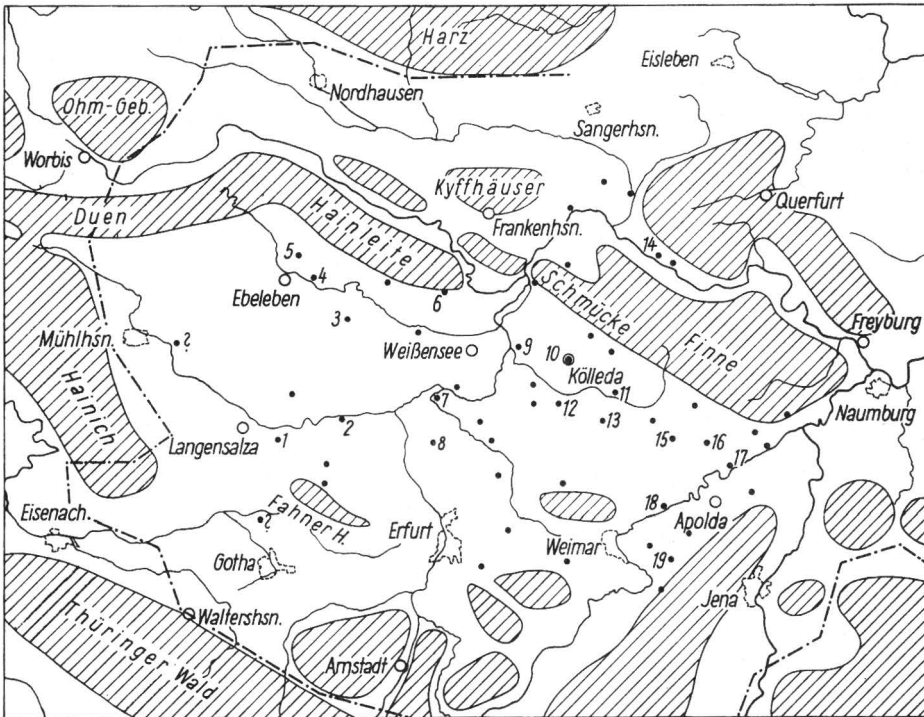 Harz
Eisleben
Nordhausen
Ohm-Geb.
Sangerhsn.
Worbis
Kyffhäuser
Querfurt
Duen
Hainleite
Frankenhsn.
14
5
4
Ebeleben
6
Schmücke
3
Freyburg
Mühlhsn.
?
Weißensee
9
10
Finne
Kölleda
11
Naumburg
Hainich
7
12
2
13
Langensalza
1
8
15
16
17
Eisenach.
?
Fahner H.
18
Apolda
Erfurt
Weimar
Gotha
19
Jena
Waltershsn.
Thüringer Wald
Arnstadt